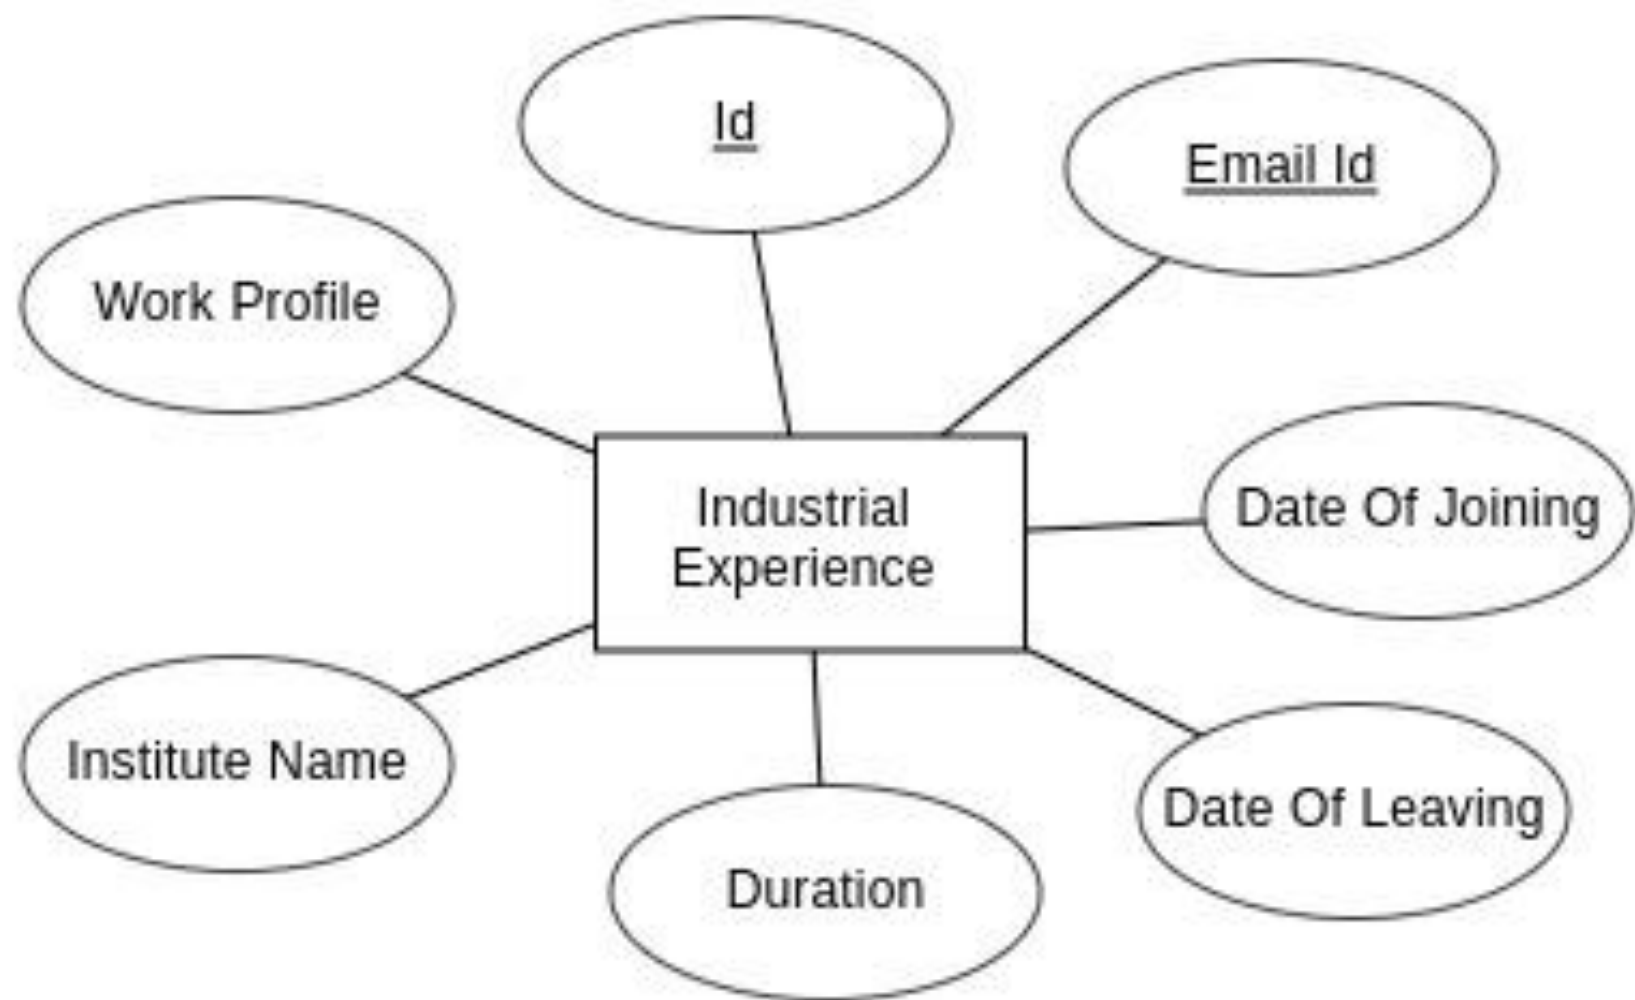 Id
Email Id
Work Profile
Industrial
Experience
Date Of Joining
Institute Name
Date Of Leaving
Duration